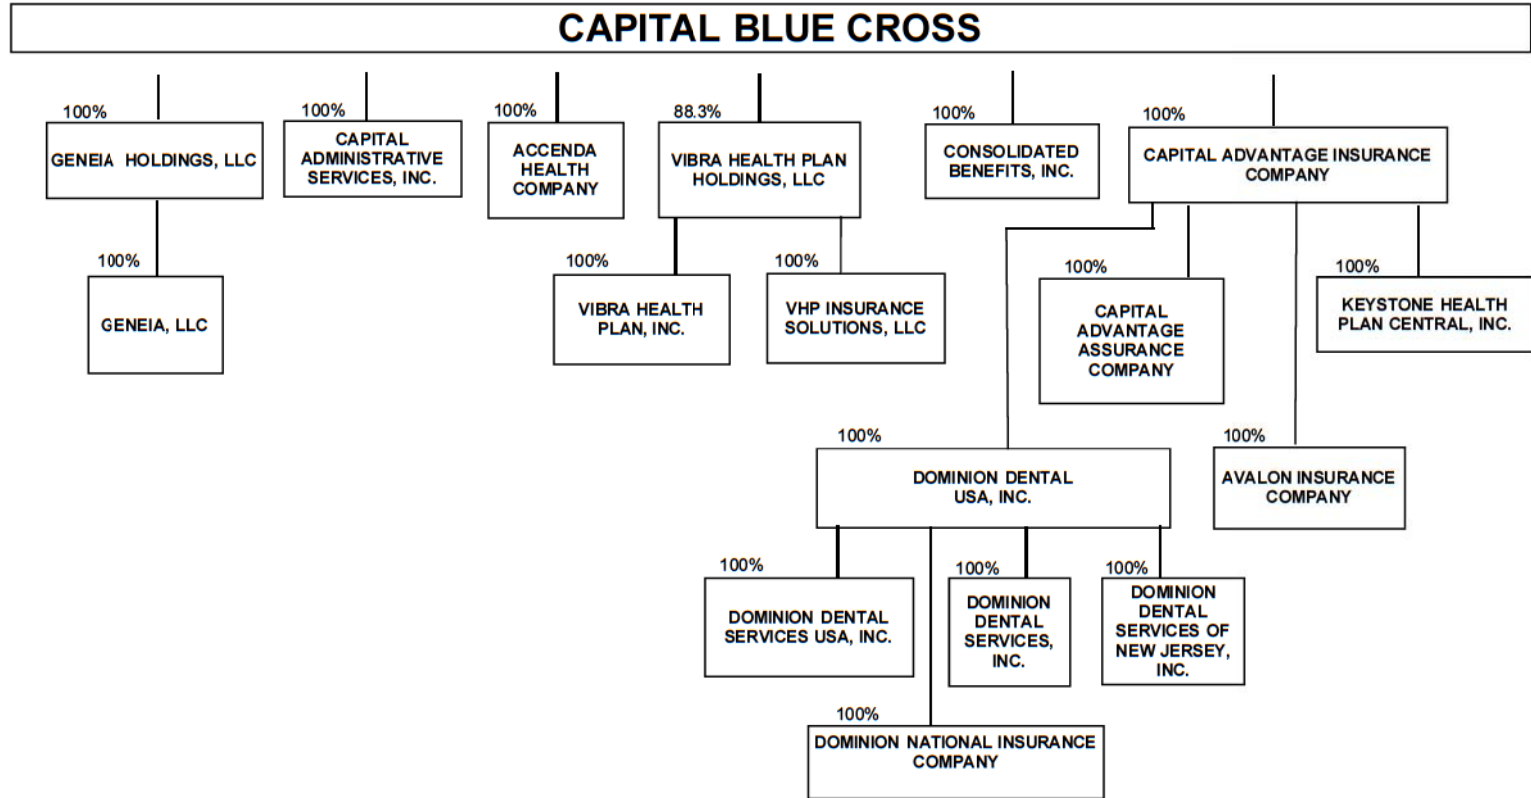 CAPITAL BLUE CROSS
100%
GENEIA HOLDINGS, LLC
100%
CAPITAL
ADMINISTRATIVE
SERVICES, INC.
100%
ACCENDA
HEALTH
COMPANY
88.3%
VIBRA HEALTH PLAN
HOLDINGS, LLC
100%
CONSOLIDATED
BENEFITS, INC.
100%
CAPITAL ADVANTAGE INSURANCE
COMPANY
100%
GENEIA, LLC
100%
VIBRA HEALTH
PLAN, INC.
100%
VHP INSURANCE
SOLUTIONS, LLC
100%
CAPITAL
ADVANTAGE
ASSURANCE
COMPANY
100%
KEYSTONE HEALTH
PLAN CENTRAL, INC.
100%
DOMINION DENTAL
USA, INC.
100%
AVALON INSURANCE
COMPANY
100%
DOMINION DENTAL
SERVICES USA, INC.
100%
DOMINION
DENTAL
SERVICES,
INC.
100%
DOMINION
DENTAL
SERVICES OF
NEW JERSEY,
INC.
100%
DOMINION NATIONAL INSURANCE
COMPANY